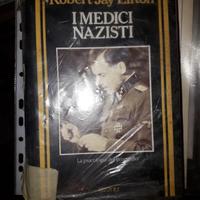 Robert Jay Lifton
I MEDICI
NAZISTI
La psicologia del genocidio